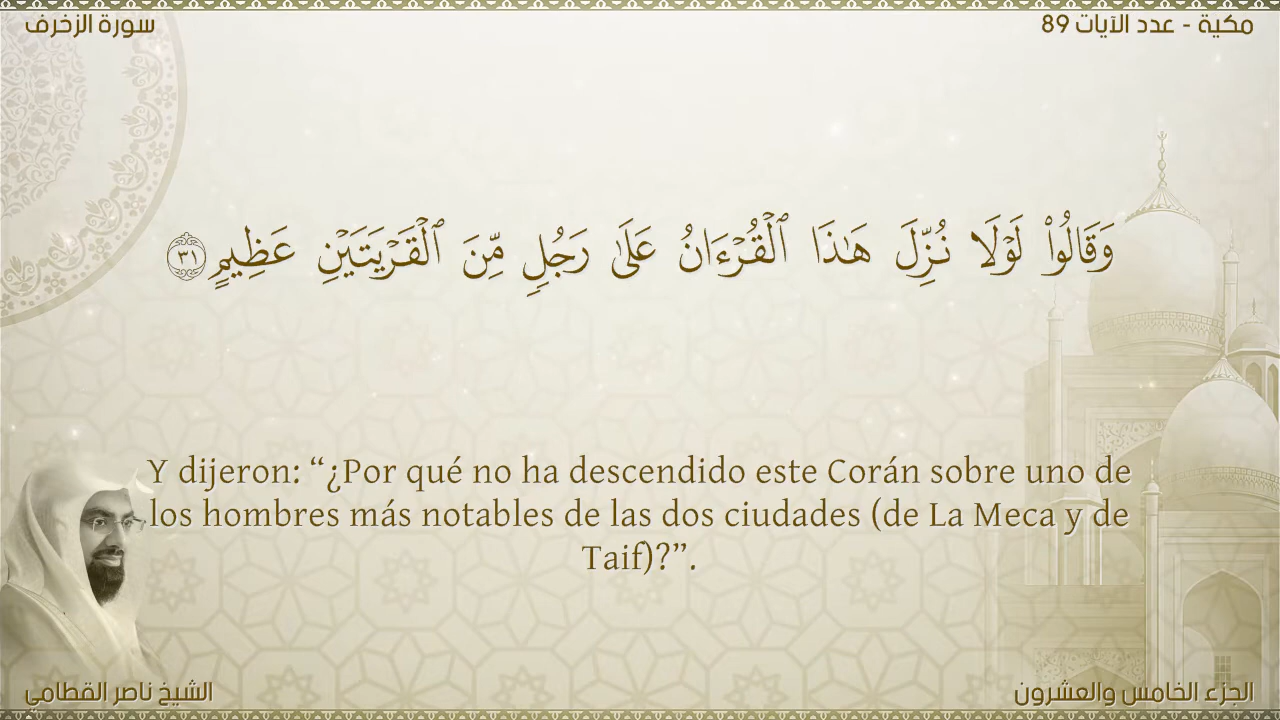 مكية - عدد الآيات 89
سورة الزخرف
وَقَالُوا۟ لَوْلَا نُزِّلَ هَـٰذَا ٱلْقُرْءَانُ عَلَىٰ رَجُلٍ مِّنَ ٱلْقَرْيَتَيْنِ عَظِيمٍ ٣١
Y dijeron: “¿Por qué no ha descendido este Corán sobre uno de
los hombres más notables de las dos ciudades (de La Meca y de
Taif)?”.
الجزء الخامس والعشرون
الشيخ ناصر القطامي